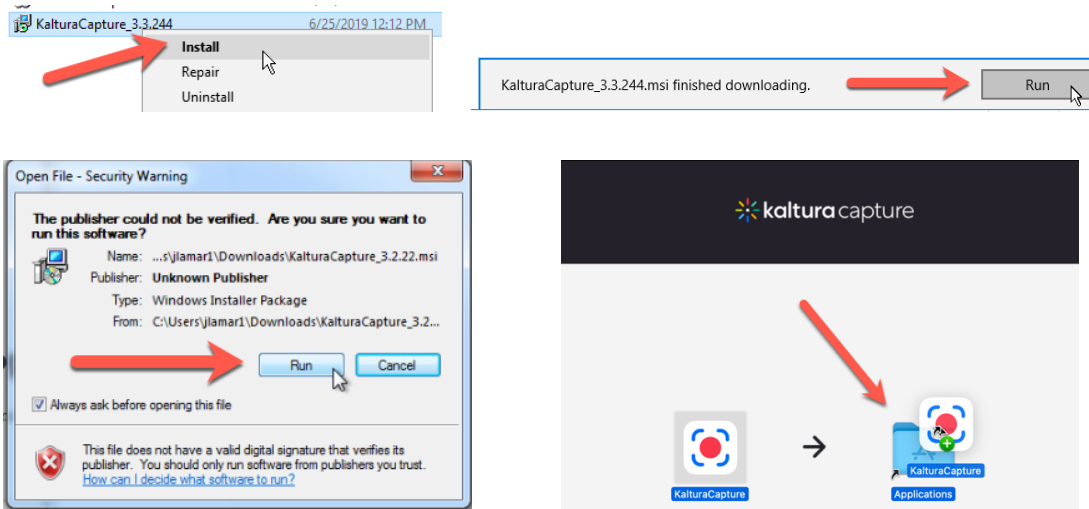 KalturaCapture_3.3.244 6/25/2019 12:12 PM
Install
Repair
Uninstall
KalturaCapture_3.3.244.msi finished downloading.
Run
Open File - Security Warning
The publisher could not be verified. Are you sure you want to
run this software?
Name: ...s\jlamar1\Downloads\KalturaCapture_3.2.22.msi
Publisher: Unknown Publisher
Type: Windows Installer Package
From: C:\Users\jlamar1\Downloads\KalturaCapture_3.2...
Run Cancel
Always ask before opening this file
This file does not have a valid digital signature that verifies its
publisher. You should only run software from publishers you trust.
How can I decide what software to run?
kaltura capture
KalturaCapture
KalturaCapture
Applications